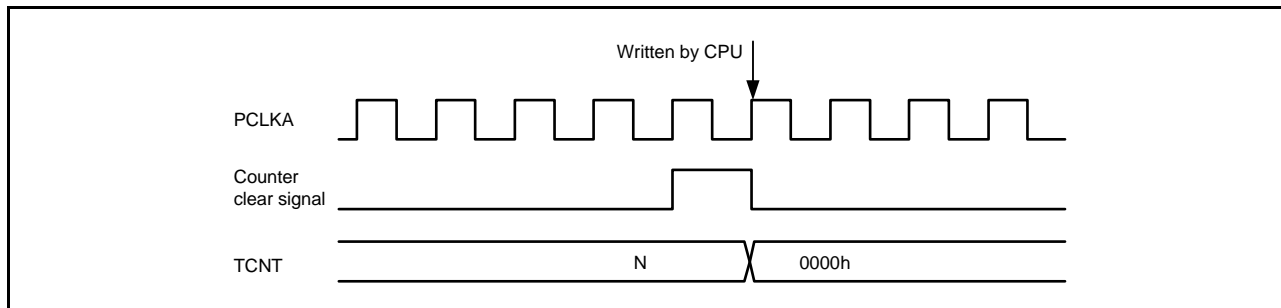 Written by CPU
PCLKA
Counter
clear signal
TCNT
N
0000h